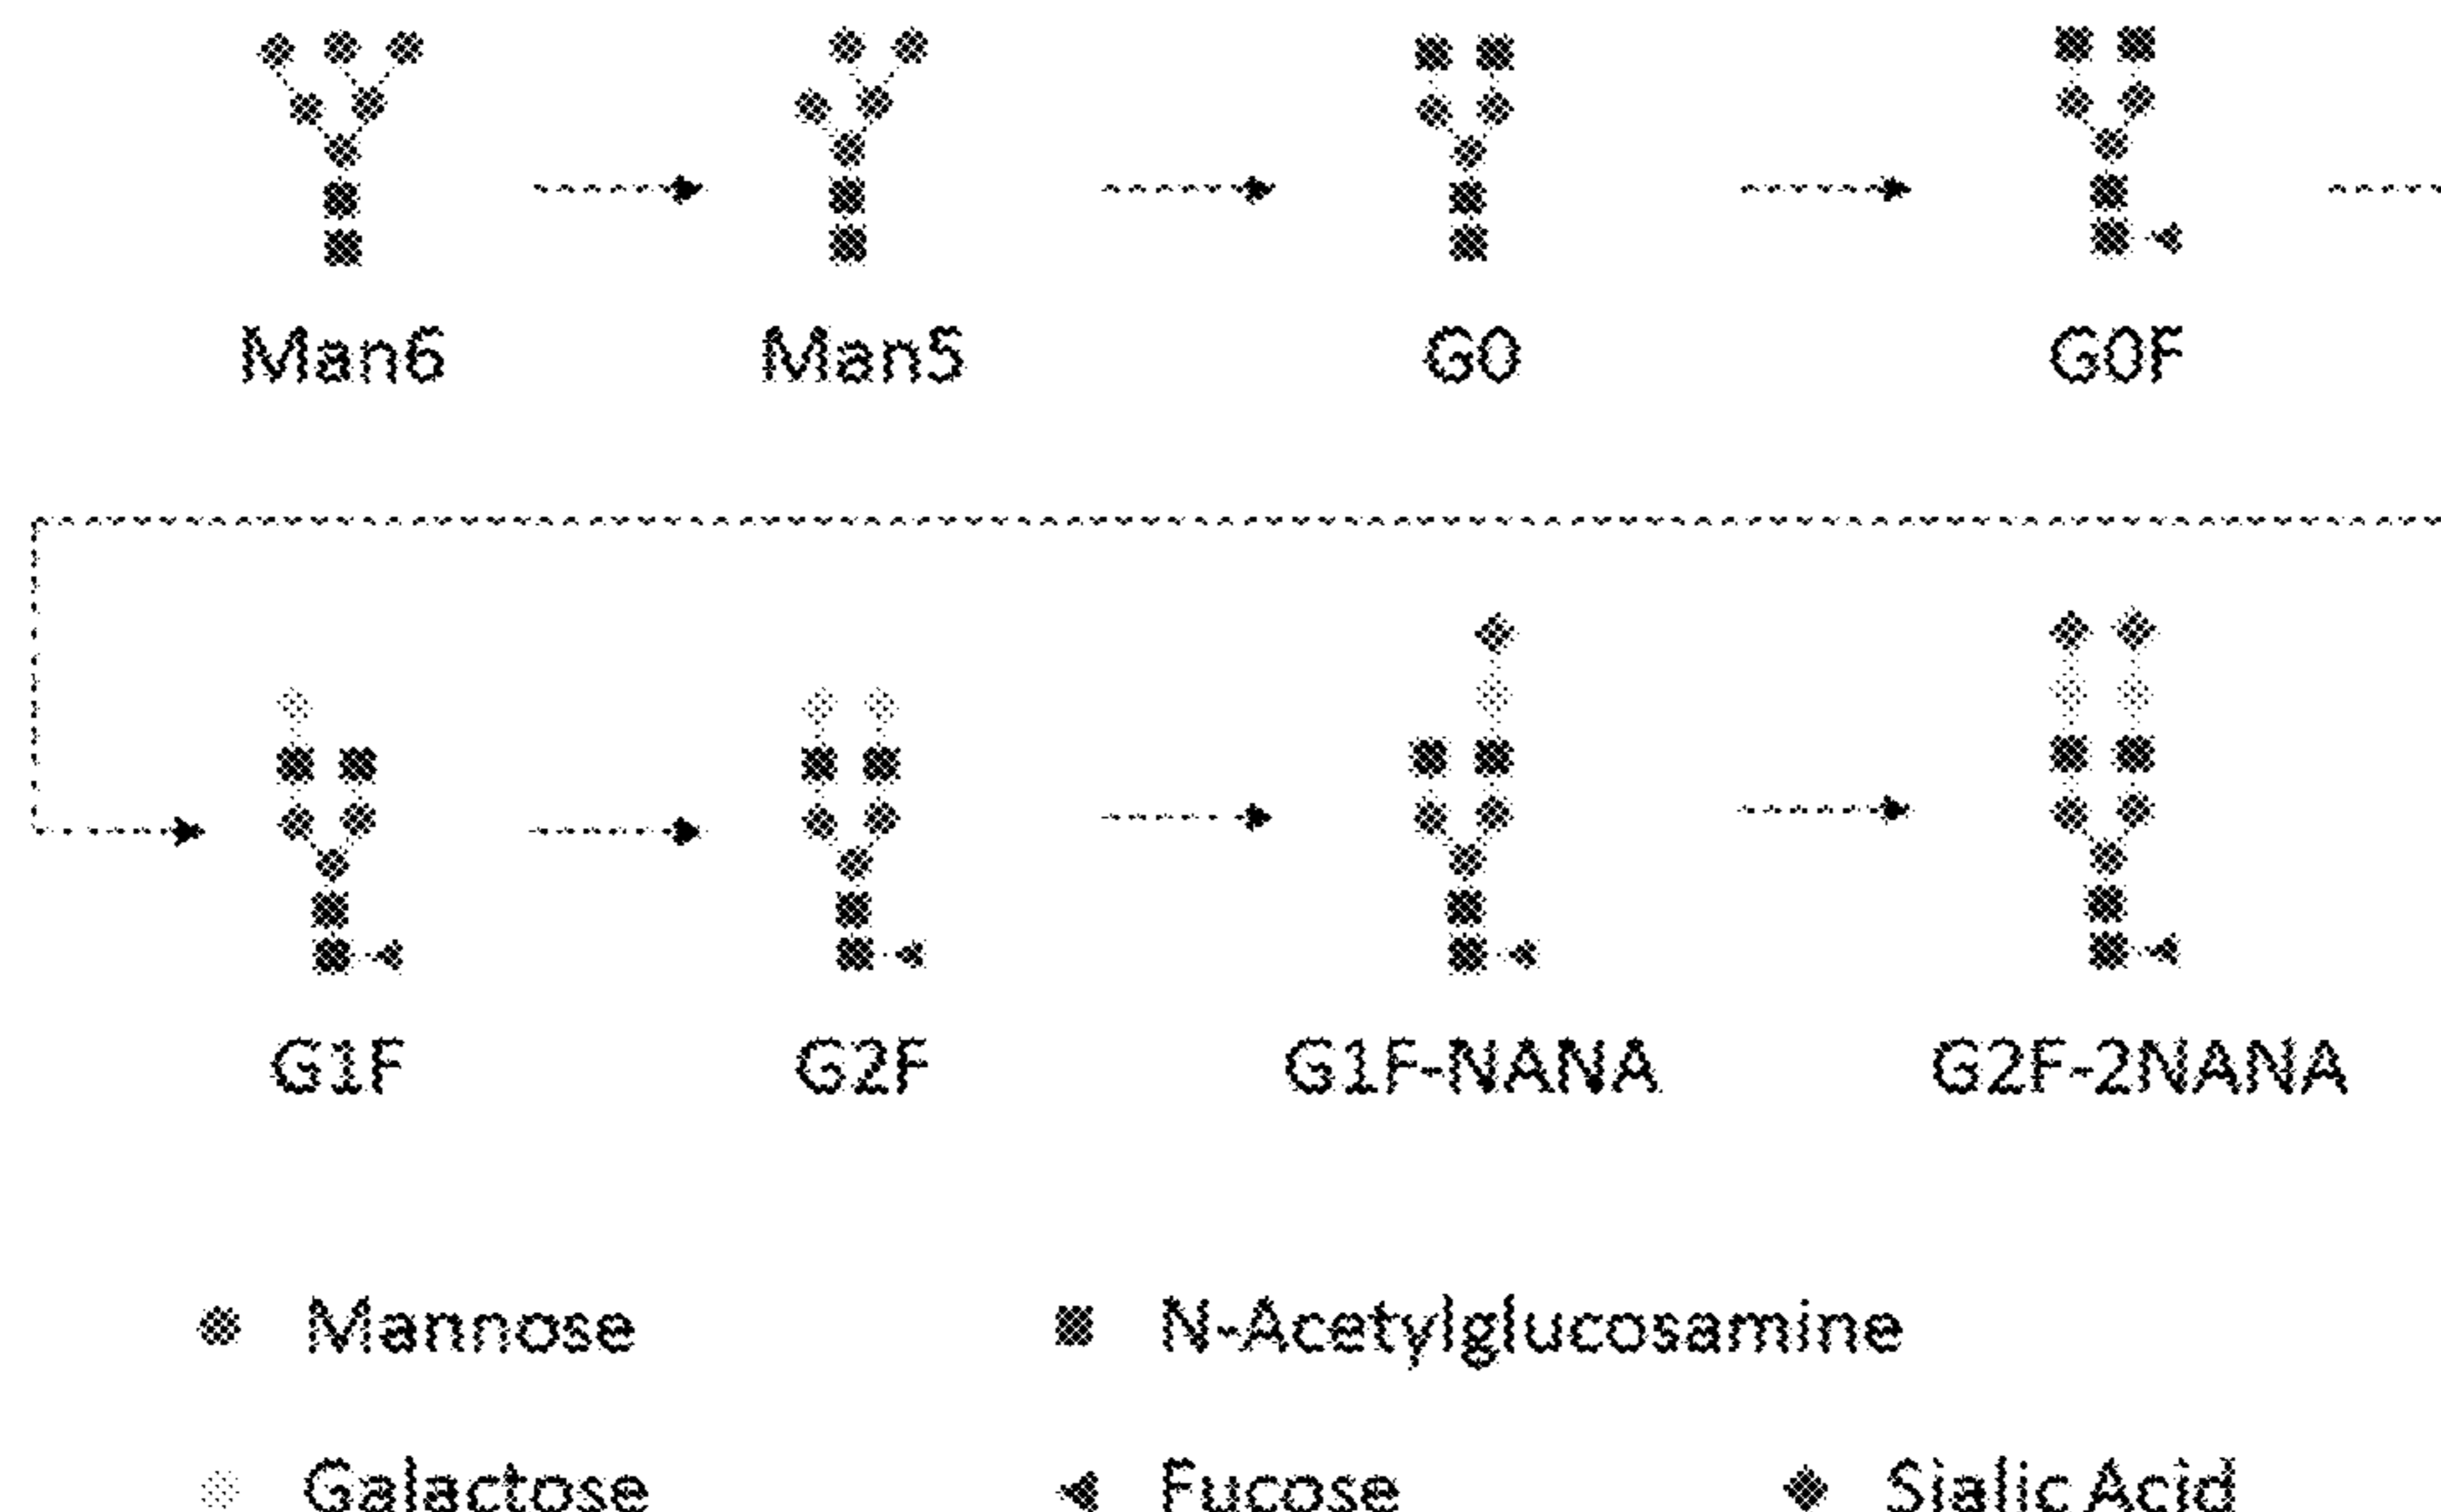 Man6 Man5 G0 G0F
G1F G2F G1F-NANA G2F-2NANA
Mannose N-Acetylglucosamine
Galactose Fucose Sialic Acid